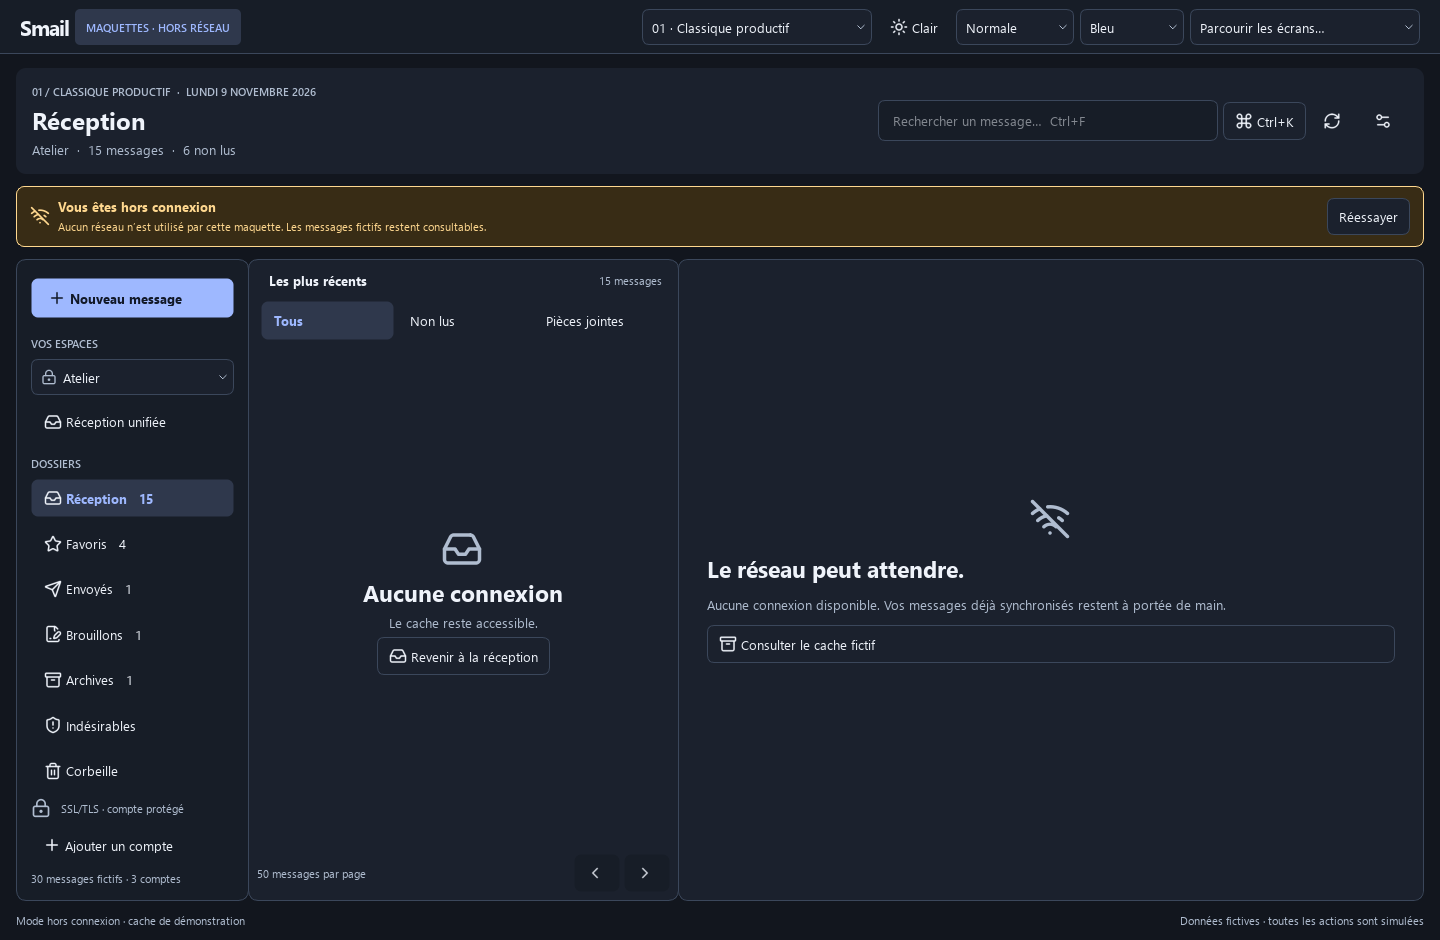 Smail
MAQUETTES · HORS RÉSEAU
01 · Classique productif
Clair
Normale
Bleu
Parcourir les écrans...
01 / CLASSIQUE PRODUCTIF · LUNDI 9 NOVEMBRE 2026
Réception
Atelier · 15 messages · 6 non lus
Rechercher un message... Ctrl+F
Ctrl+K
Vous êtes hors connexion
Aucun réseau n'est utilisé par cette maquette. Les messages fictifs restent consultables.
Réessayer
Nouveau message
VOS ESPACES
Atelier
Réception unifiée
DOSSIERS
Réception 15
Favoris 4
Envoyés 1
Brouillons 1
Archives 1
Indésirables
Corbeille
SSL/TLS · compte protégé
Ajouter un compte
30 messages fictifs · 3 comptes
Les plus récents
15 messages
Tous
Non lus
Pièces jointes
Aucune connexion
Le cache reste accessible.
Revenir à la réception
50 messages par page
Le réseau peut attendre.
Aucune connexion disponible. Vos messages déjà synchronisés restent à portée de main.
Consulter le cache fictif
Mode hors connexion · cache de démonstration
Données fictives · toutes les actions sont simulées